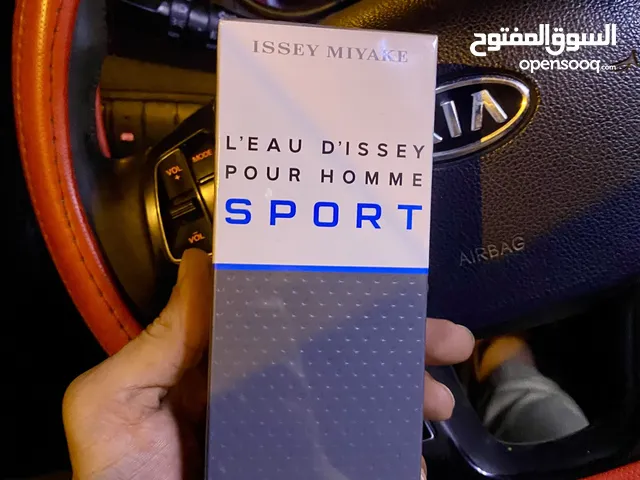 السوق المفتوح
opensooq.com
ISSEY MIYAKE
L'EAU D'ISSEY
POUR HOMME
SPORT
VOL
+
MODE
-
VOL
KIA
AIRBAG